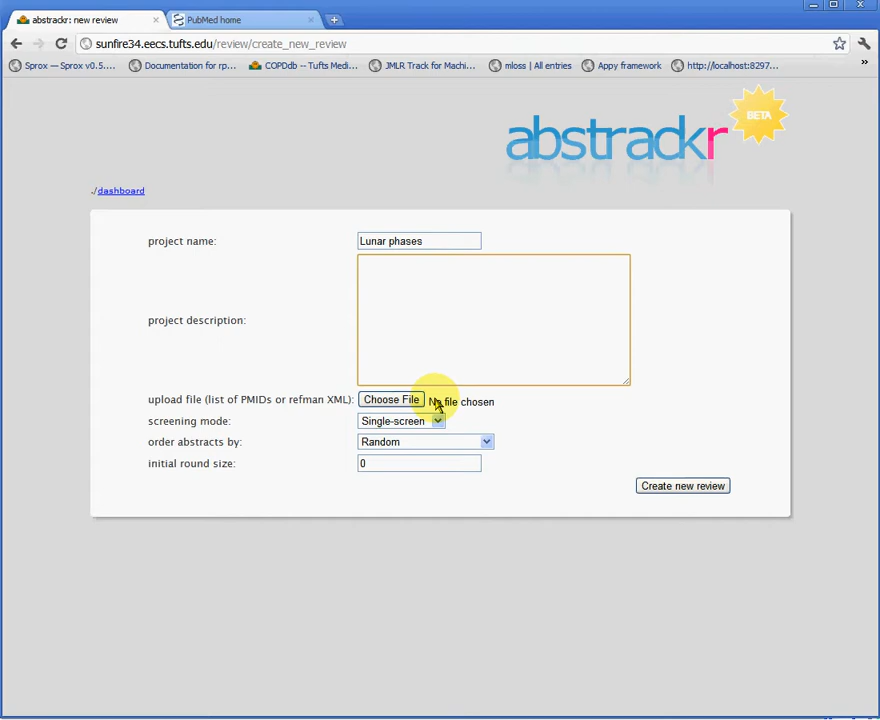 abstrackr: new review
PubMed home
sunfire34.eecs.tufts.edu/review/create_new_review
Sprox — Sprox v0.5....
Documentation for rp...
COPDdb -- Tufts Medi...
JMLR Track for Machi...
mloss | All entries
Appy framework
http://localhost:8297...
»
abstrackr
BETA
./dashboard
project name:
Lunar phases
project description:
upload file (list of PMIDs or refman XML):
Choose File
No file chosen
screening mode:
Single-screen
order abstracts by:
Random
initial round size:
0
Create new review